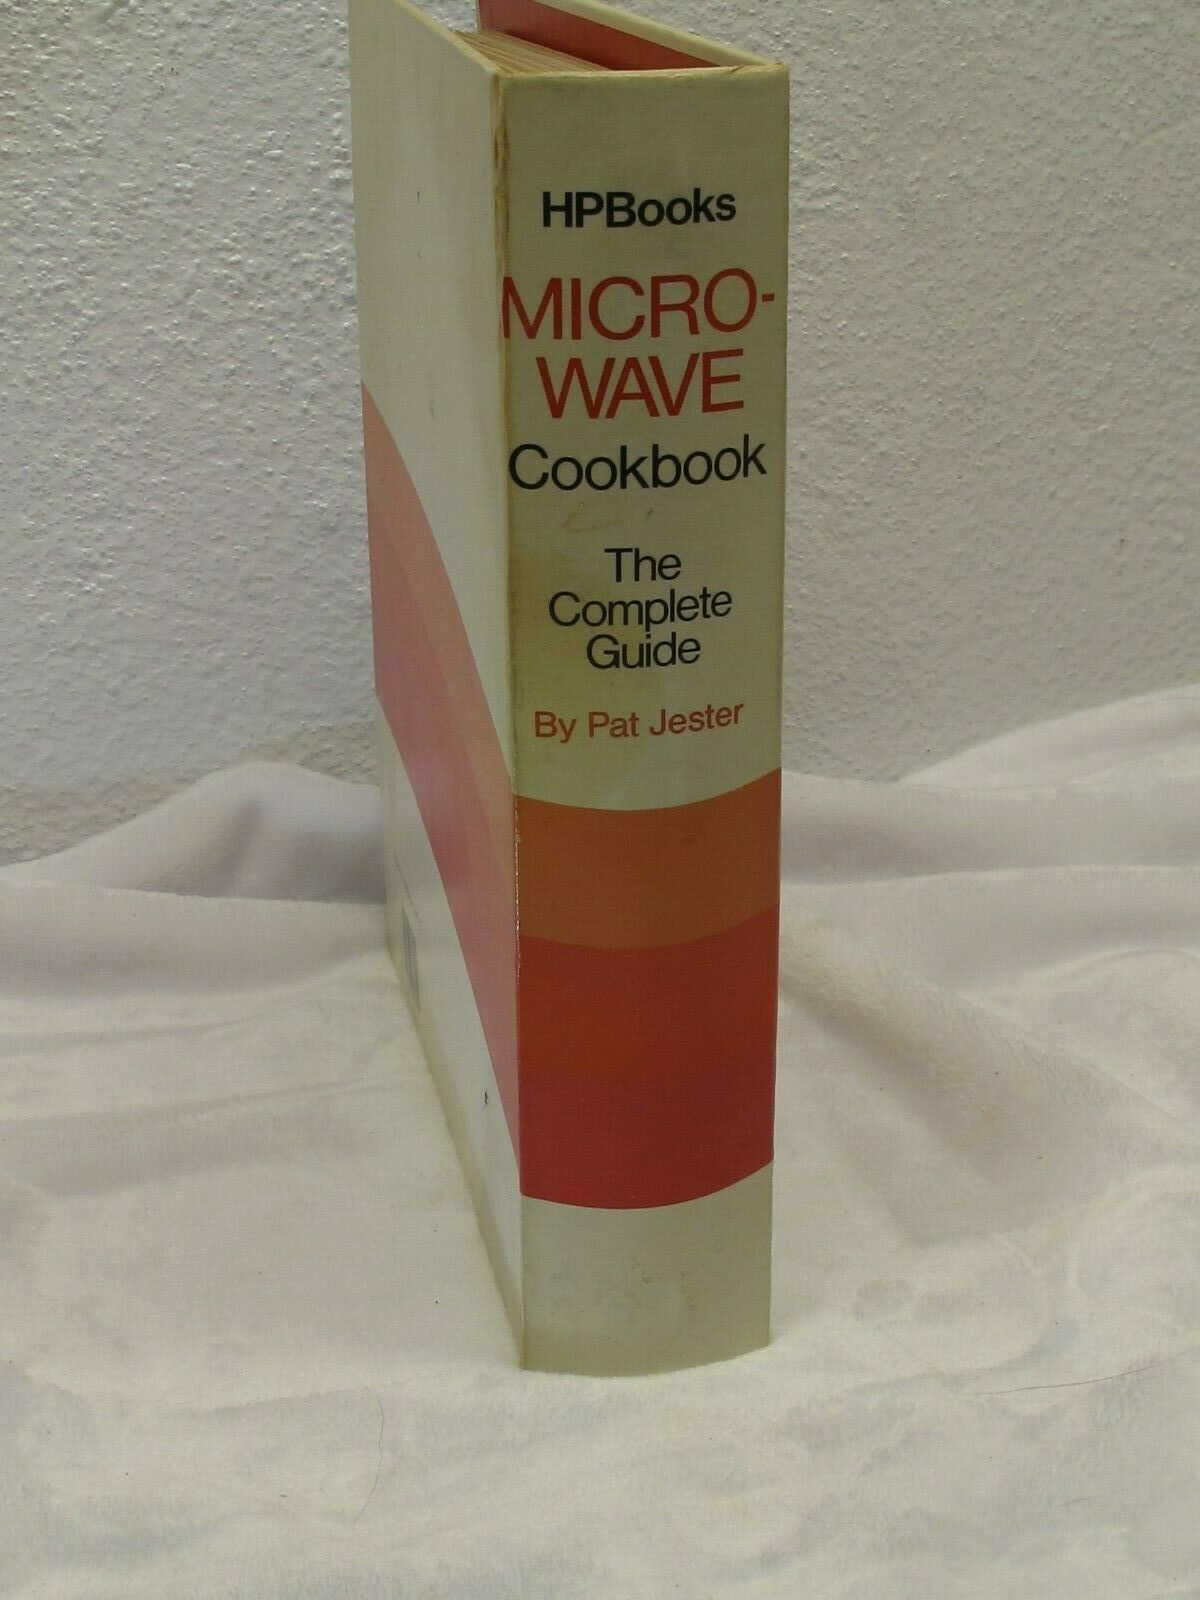 HPBooks
MICRO-
WAVE
Cookbook
The
Complete
Guide
By Pat Jester